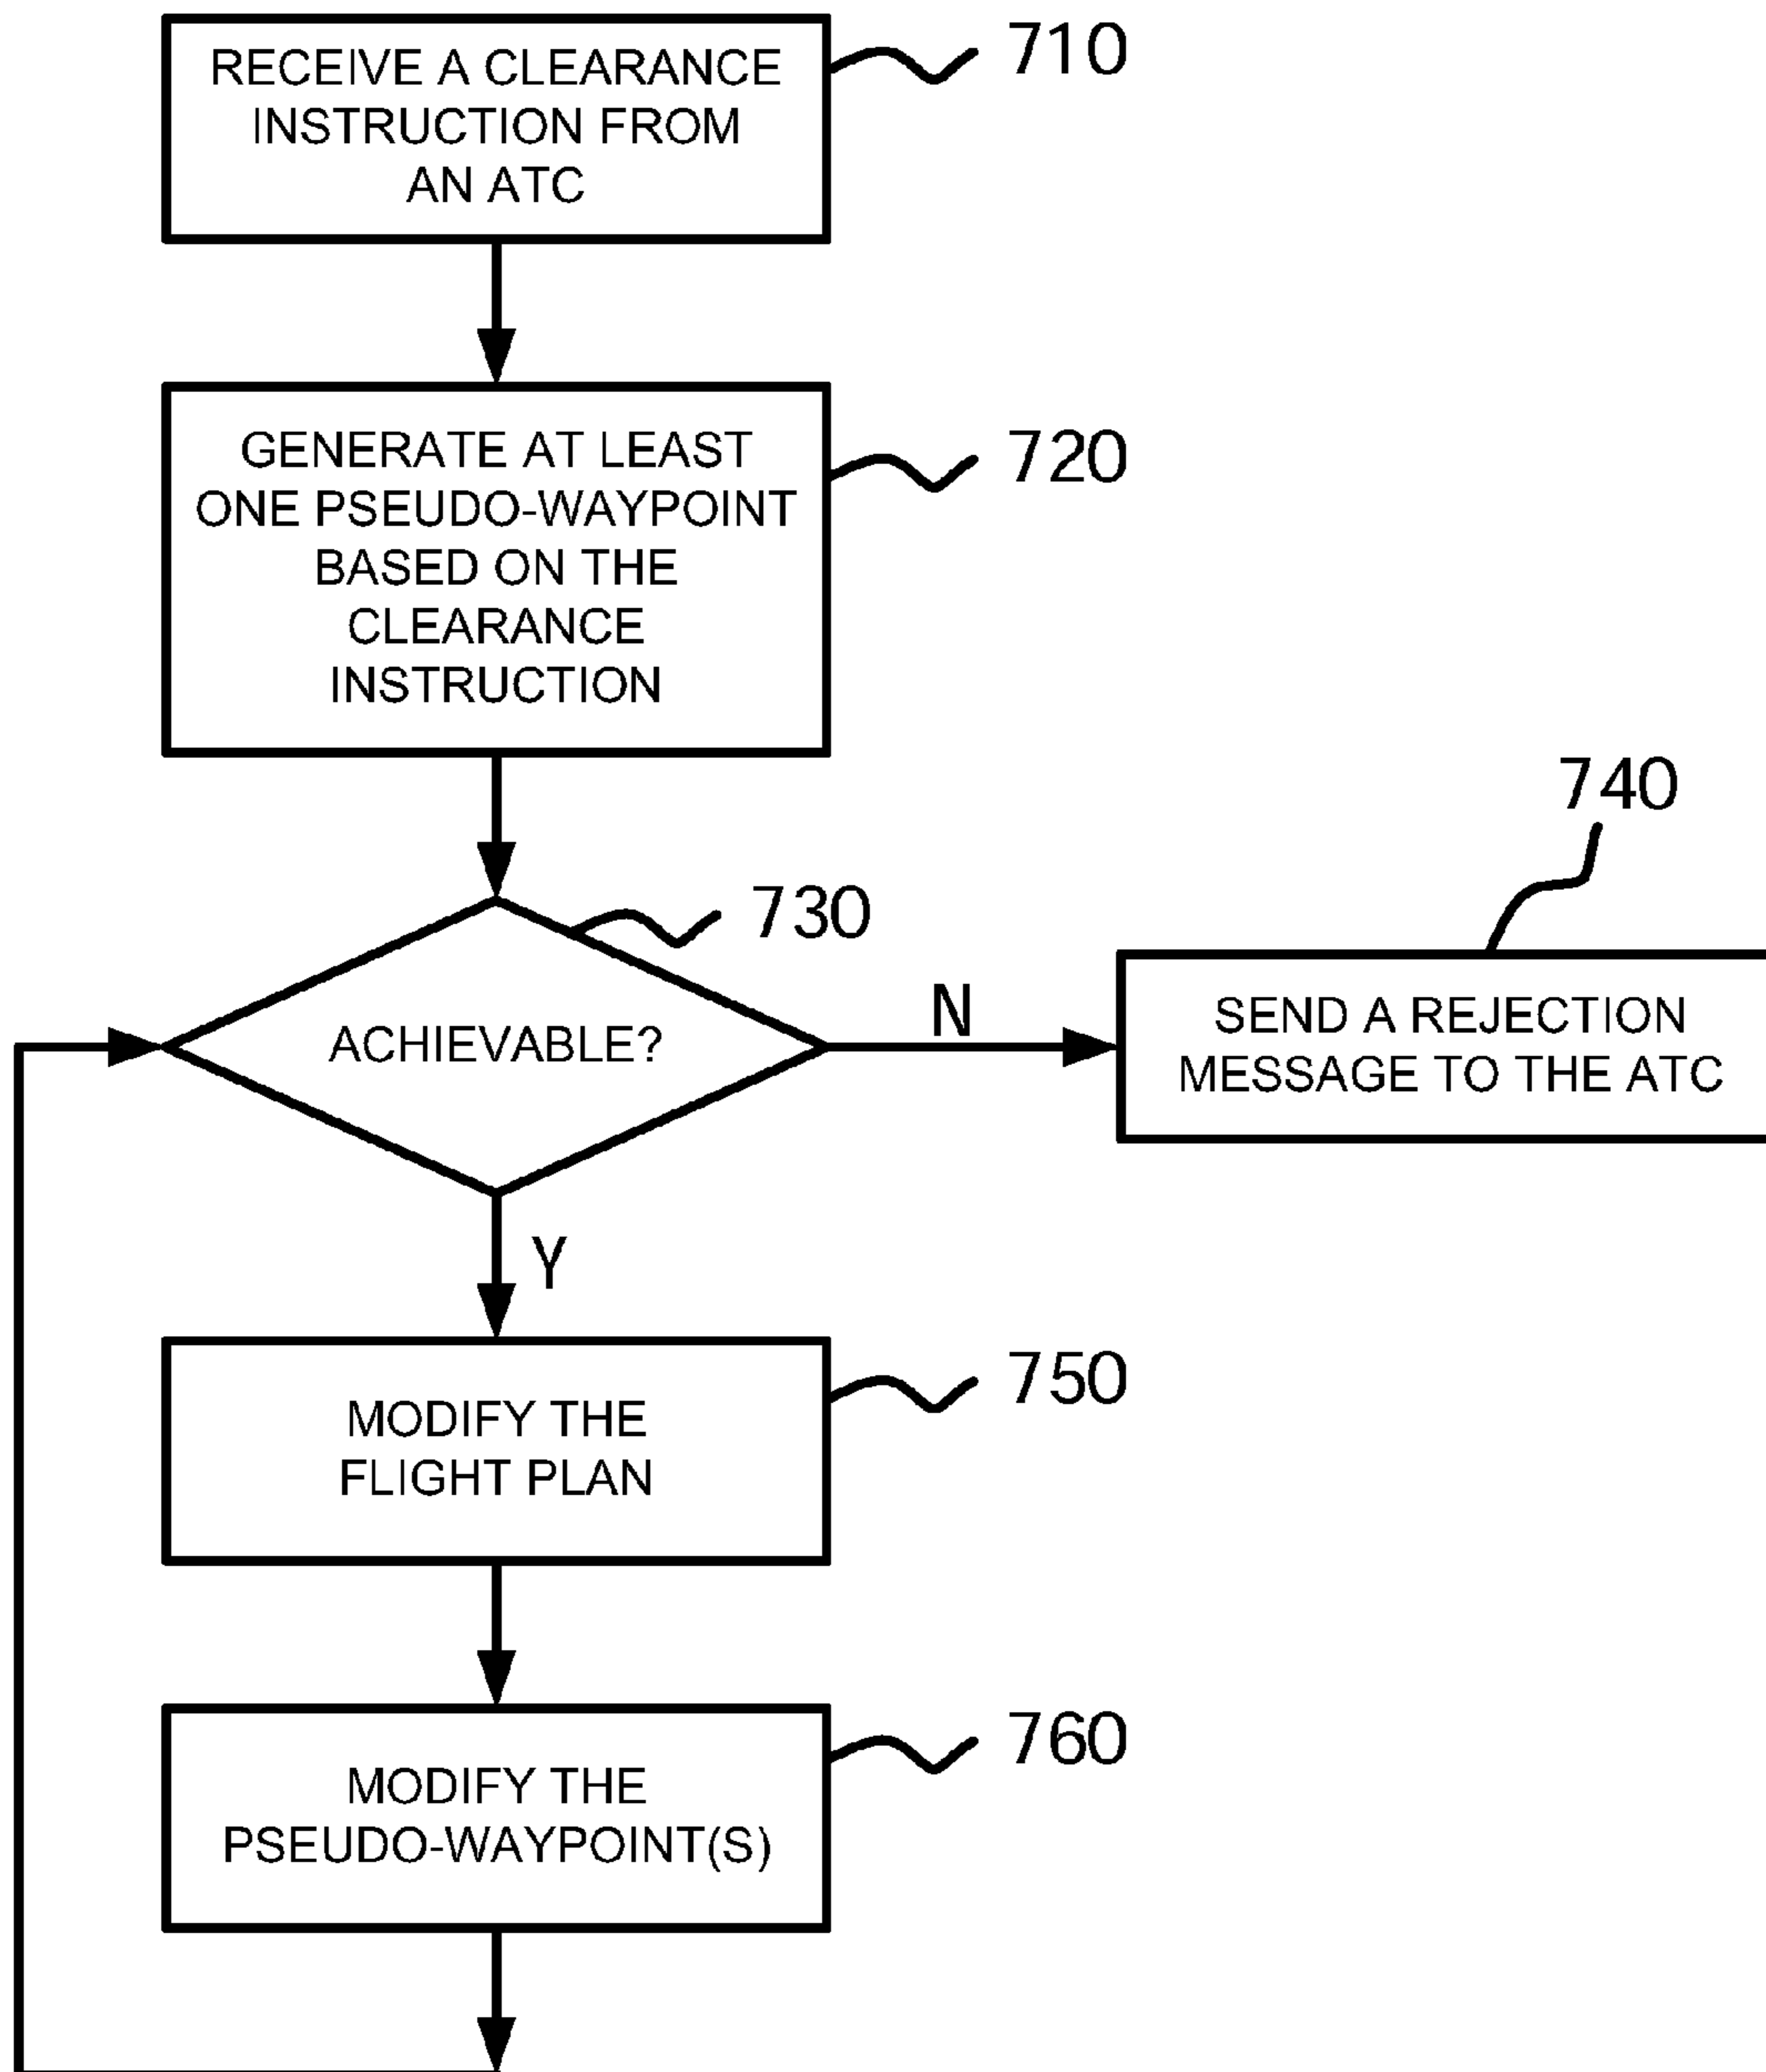 RECEIVE A CLEARANCE
INSTRUCTION FROM
AN ATC
710
GENERATE AT LEAST
ONE PSEUDO-WAYPOINT
BASED ON THE
CLEARANCE
INSTRUCTION
720
730
ACHIEVABLE?
N
740
SEND A REJECTION
MESSAGE TO THE ATC
Y
MODIFY THE
FLIGHT PLAN
750
MODIFY THE
PSEUDO-WAYPOINT(S)
760